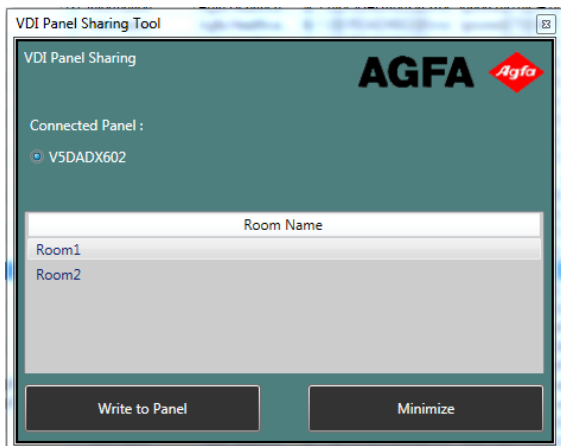 VDI Panel Sharing Tool
VDI Panel Sharing
AGFA Agfa
Connected Panel :
V5DADX602
Room Name
Room1
Room2
Write to Panel
Minimize